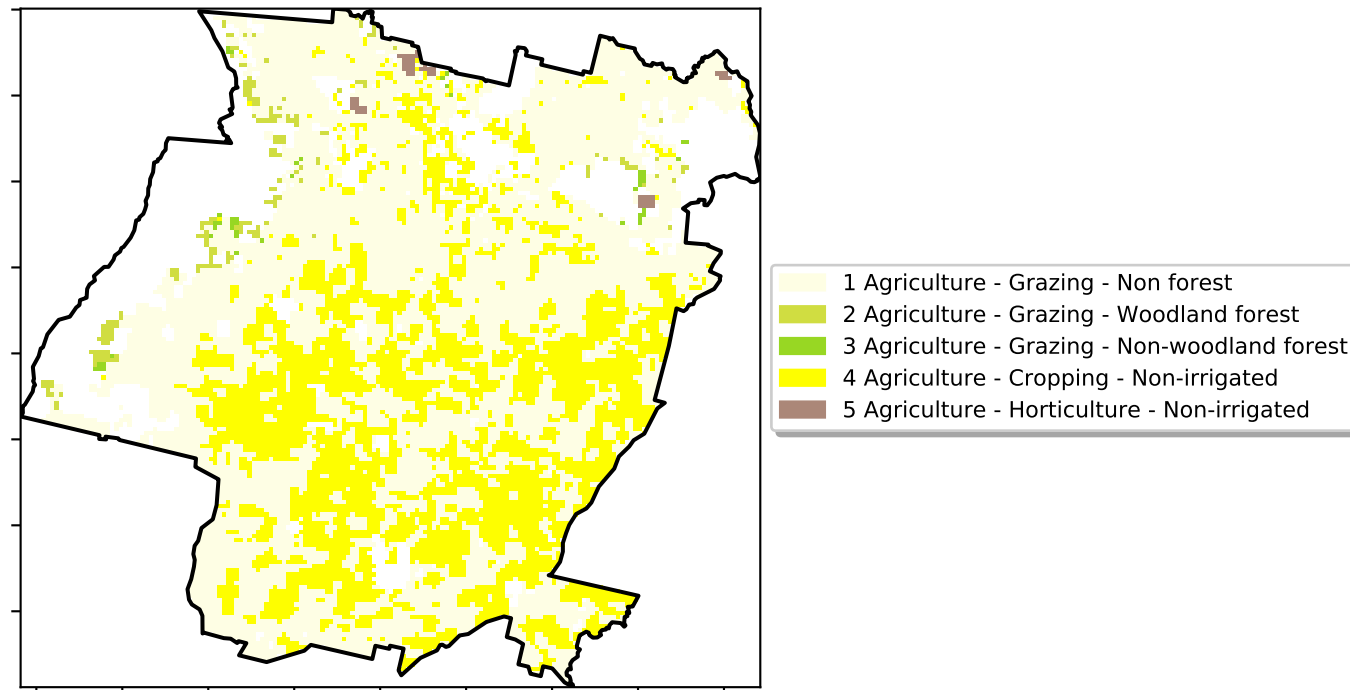 1 Agriculture - Grazing - Non forest
2 Agriculture - Grazing - Woodland forest
3 Agriculture - Grazing - Non-woodland forest
4 Agriculture - Cropping - Non-irrigated
5 Agriculture - Horticulture - Non-irrigated